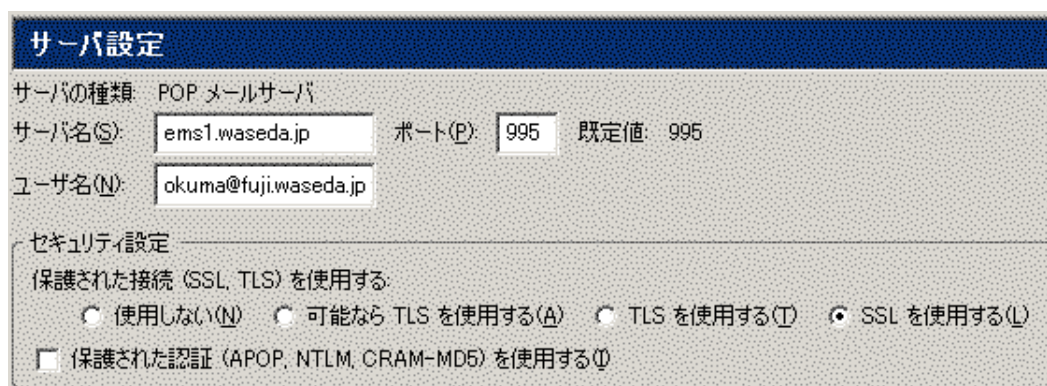 サーバ設定
サーバの種類: POP メールサーバ
サーバ名(S): ems1.waseda.jp ポート(P): 995 既定値: 995
ユーザ名(N): okuma@fuji.waseda.jp
セキュリティ設定
保護された接続 (SSL, TLS) を使用する:
使用しない(N) 可能なら TLS を使用する(A) TLS を使用する(T) SSL を使用する(L)
保護された認証 (APOP, NTLM, CRAM-MD5) を使用する(I)